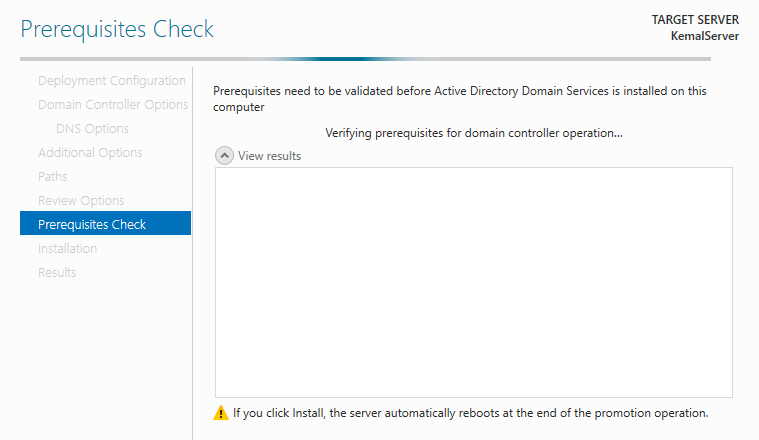 Prerequisites Check
TARGET SERVER
KemalServer
Deployment Configuration
Domain Controller Options
DNS Options
Additional Options
Paths
Review Options
Prerequisites Check
Installation
Results
Prerequisites need to be validated before Active Directory Domain Services is installed on this
computer
Verifying prerequisites for domain controller operation...
View results
If you click Install, the server automatically reboots at the end of the promotion operation.